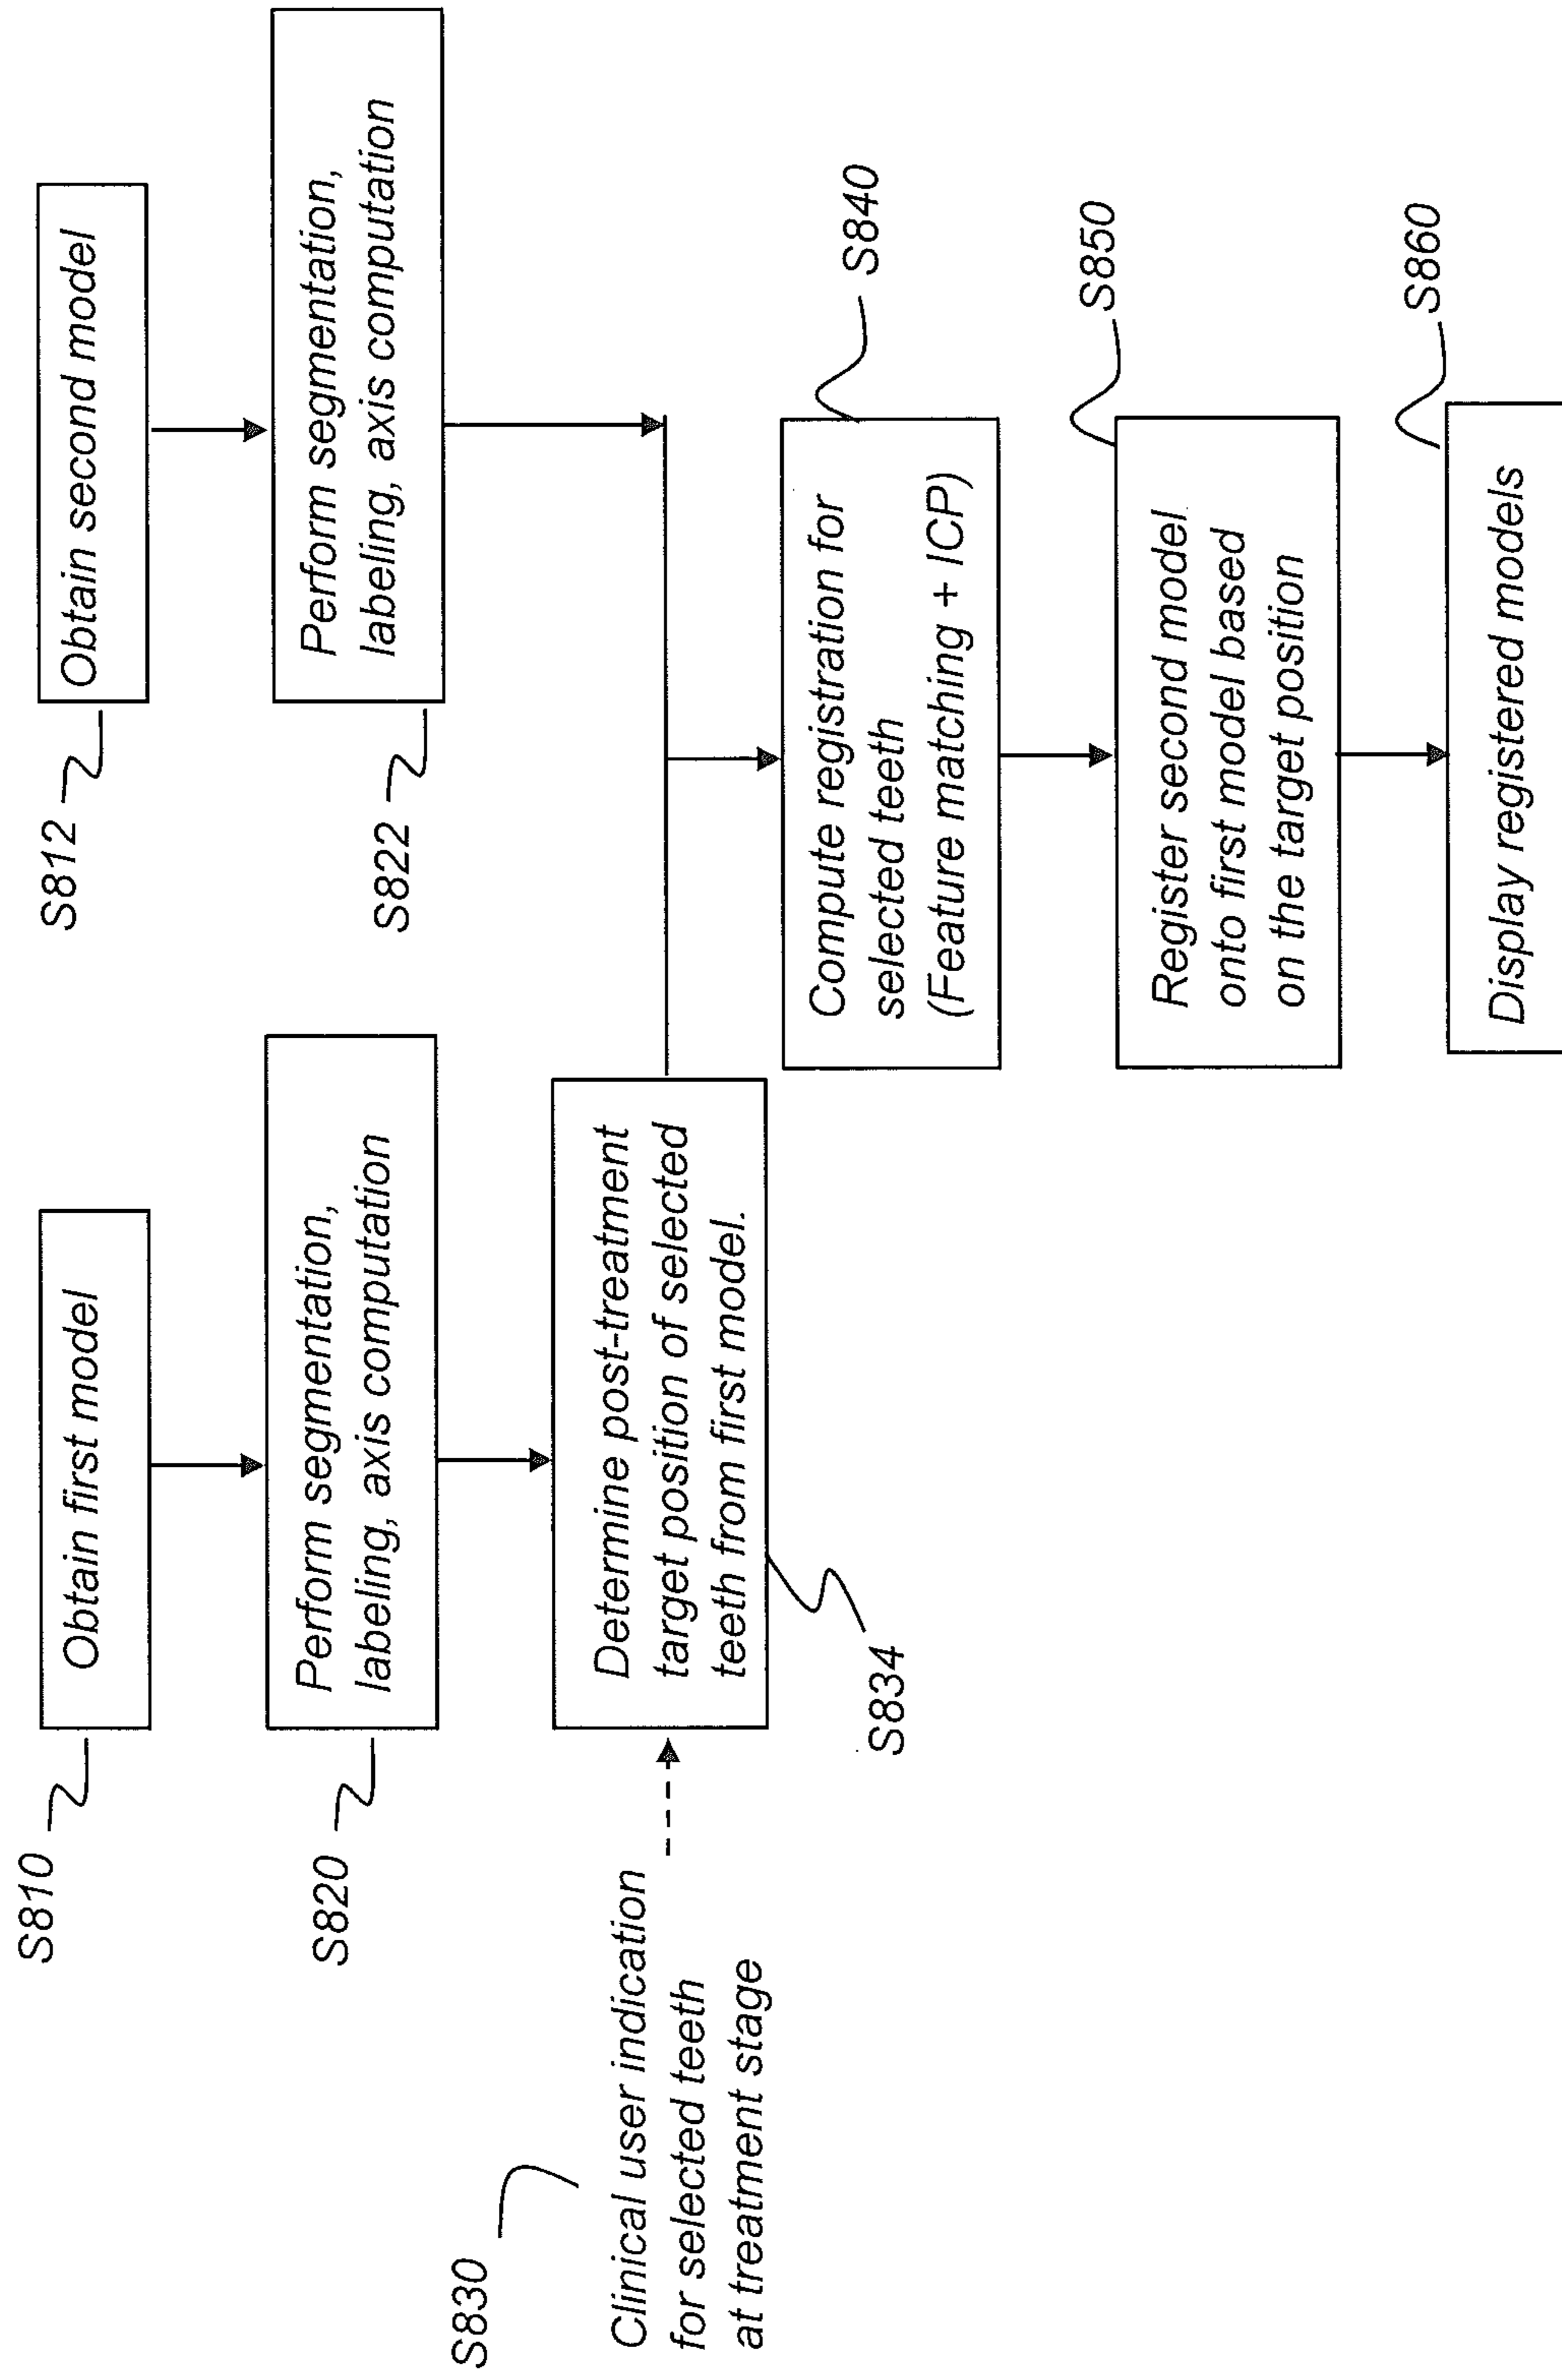 S810
Obtain first model
S812
Obtain second model
S820
Perform segmentation,
labeling, axis computation
S822
Perform segmentation,
labeling, axis computation
S830
Clinical user indication
for selected teeth
at treatment stage
Determine post-treatment
target position of selected
teeth from first model.
S834
Compute registration for
selected teeth
(Feature matching + ICP)
S840
Register second model
onto first model based
on the target position
S850
Display registered models
S860